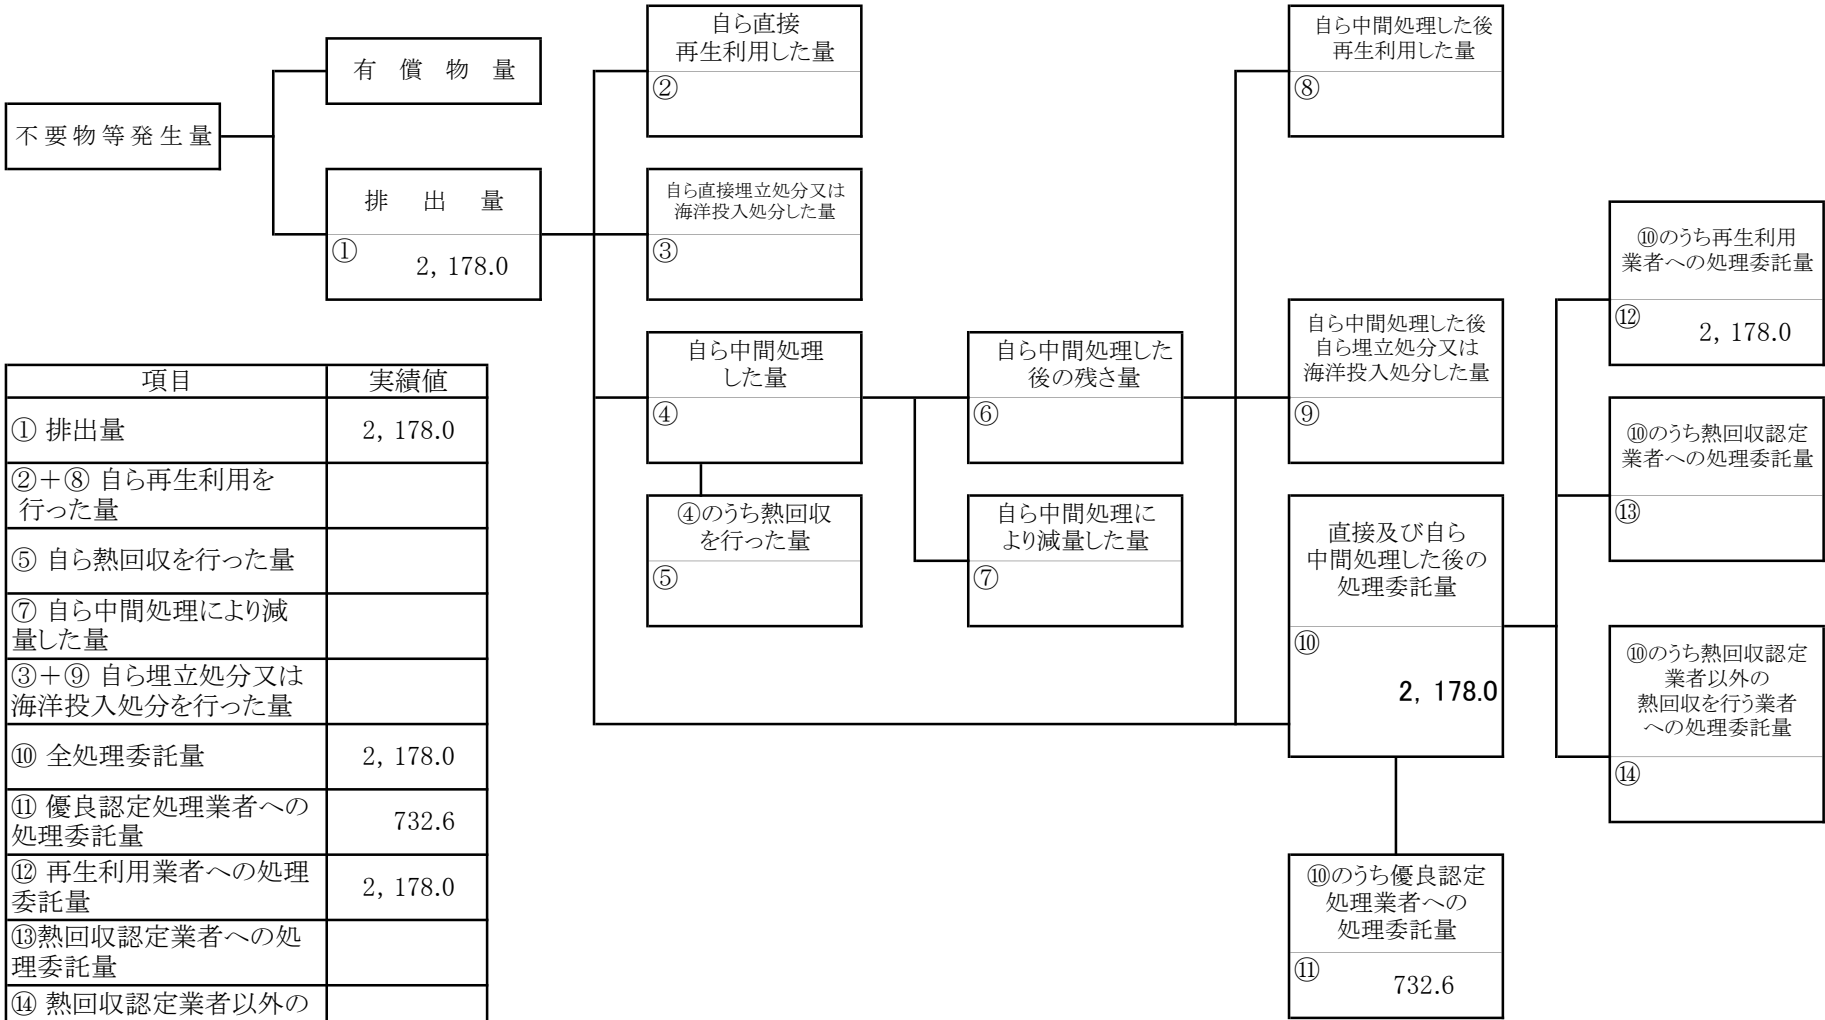 不要物等発生量
有償物量
排出量
①
2, 178.0
自ら直接
再生利用した量
②
自ら直接埋立処分又は
海洋投入処分した量
③
自ら中間処理
した量
④
④のうち熱回収
を行った量
⑤
自ら中間処理した
後の残さ量
⑥
自ら中間処理に
より減量した量
⑦
自ら中間処理した後
再生利用した量
⑧
自ら中間処理した後
自ら埋立処分又は
海洋投入処分した量
⑨
直接及び自ら
中間処理した後の
処理委託量
⑩
2, 178.0
⑩のうち優良認定
処理業者への
処理委託量
⑪
732.6
⑩のうち再生利用
業者への処理委託量
⑫
2, 178.0
⑩のうち熱回収認定
業者への処理委託量
⑬
⑩のうち熱回収認定
業者以外の
熱回収を行う業者
への処理委託量
⑭
項目 実績値
① 排出量 2, 178.0
②+⑧ 自ら再生利用を
行った量
⑤ 自ら熱回収を行った量
⑦ 自ら中間処理により減
量した量
③+⑨ 自ら埋立処分又は
海洋投入処分を行った量
⑩ 全処理委託量 2, 178.0
⑪ 優良認定処理業者への
処理委託量 732.6
⑫ 再生利用業者への処理
委託量 2, 178.0
⑬熱回収認定業者への処
理委託量
⑭ 熱回収認定業者以外の